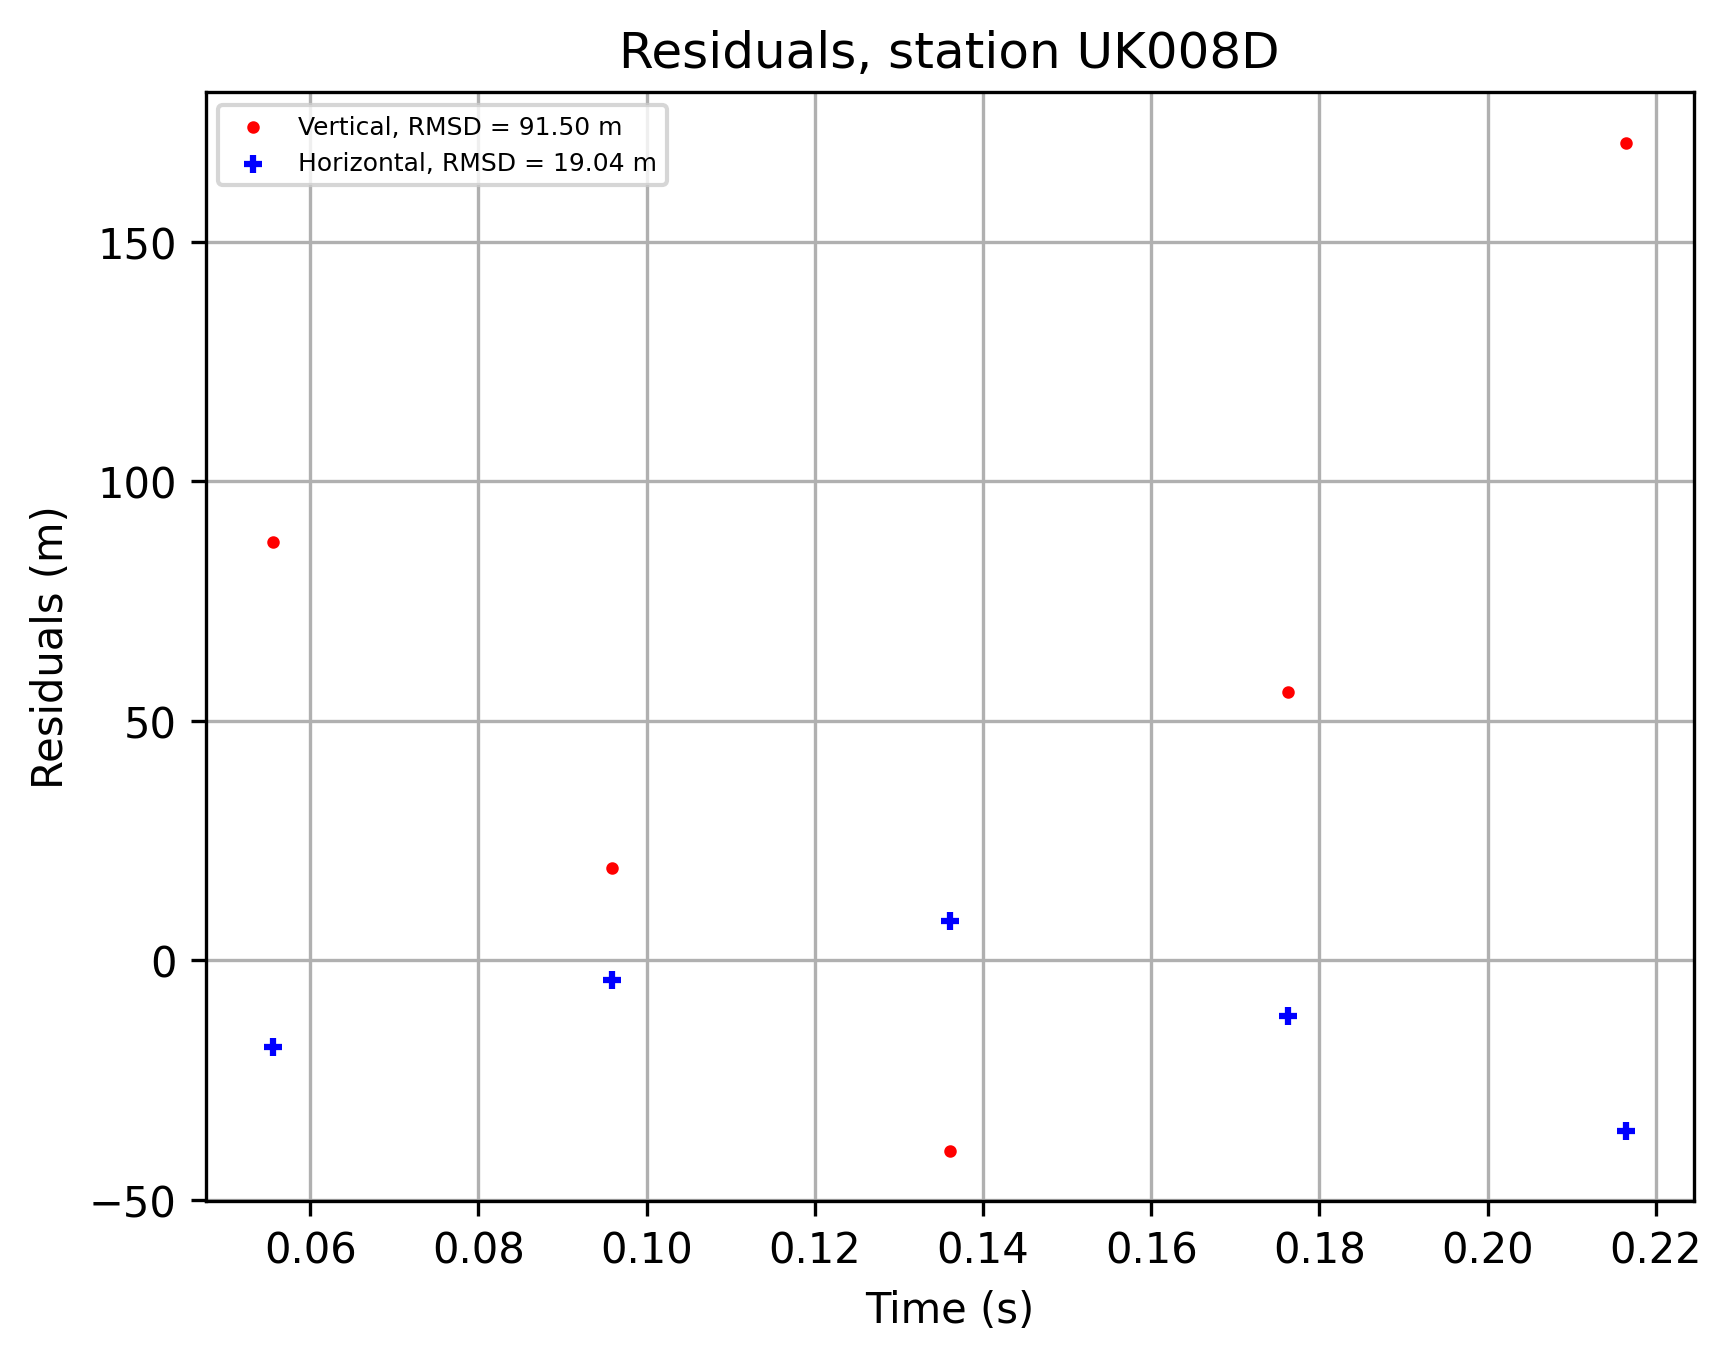 Residuals, station UK008D
Vertical, RMSD = 91.50 m
Horizontal, RMSD = 19.04 m
150
100
50
0
−50
Residuals (m)
0.06 0.08 0.10 0.12 0.14 0.16 0.18 0.20 0.22
Time (s)